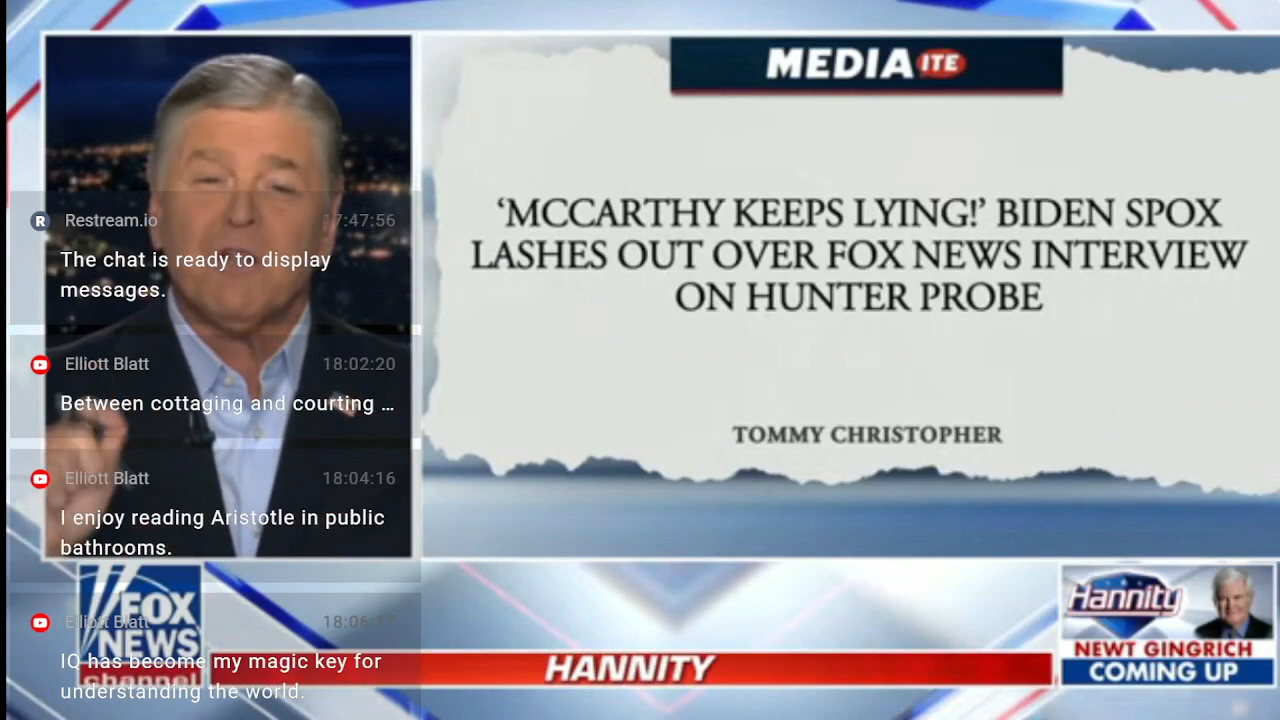 MEDIAITE
‘MCCARTHY KEEPS LYING!’ BIDEN SPOX
LASHES OUT OVER FOX NEWS INTERVIEW
ON HUNTER PROBE
TOMMY CHRISTOPHER
R Restream.io 17:47:56
The chat is ready to display
messages.
Elliott Blatt 18:02:20
Between cottaging and courting …
Elliott Blatt 18:04:16
I enjoy reading Aristotle in public
bathrooms.
Elliott Blatt
IQ has become my magic key for
understanding the world.
FOX
NEWS
channel
HANNITY
Hannity
NEWT GINGRICH
COMING UP